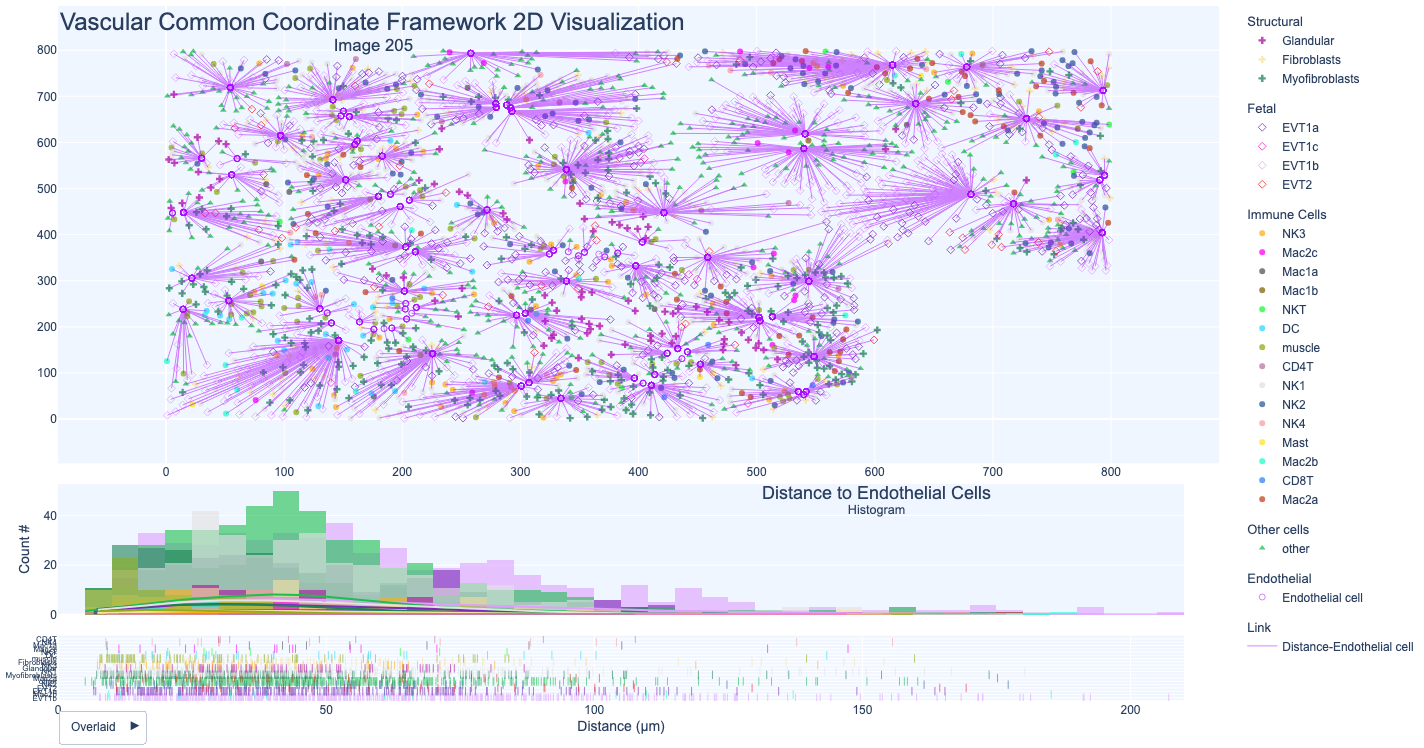 Vascular Common Coordinate Framework 2D Visualization
Image 205
800
700
600
500
400
300
200
100
0
0 100 200 300 400 500 600 700 800
Structural
Glandular
Fibroblasts
Myofibroblasts
Fetal
EVT1a
EVT1c
EVT1b
EVT2
Immune Cells
NK3
Mac2c
Mac1a
Mac1b
NKT
DC
muscle
CD4T
NK1
NK2
NK4
Mast
Mac2b
CD8T
Mac2a
Other cells
other
Endothelial
Endothelial cell
Link
Distance-Endothelial cell
Distance to Endothelial Cells
Histogram
Count #
40
20
0
CD4T
Glandular
Myofibroblasts
0 50 100 150 200
Distance (μm)
Overlaid